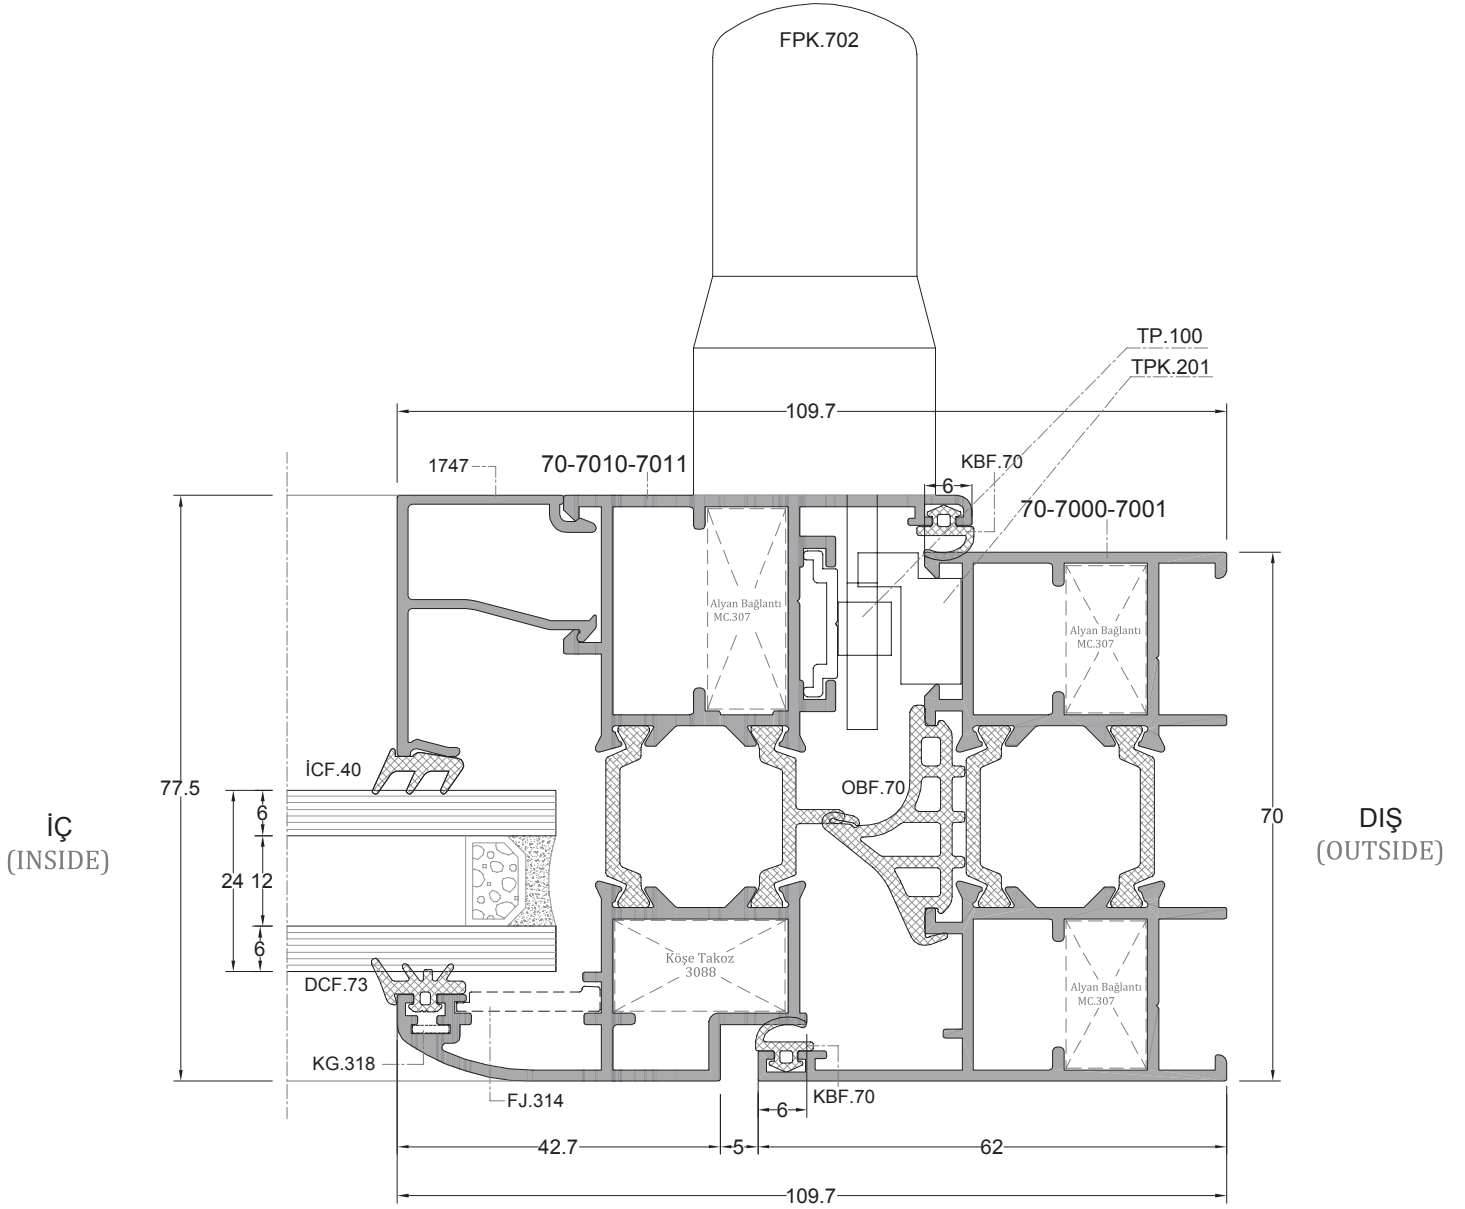 FPK.702
TP.100
TPK.201
109.7
1747
70-7010-7011
KBF.70
6
70-7000-7001
Alyan Bağlantı
MC.307
Alyan Bağlantı
MC.307
İCF.40
77.5
OBF.70
6
70
İÇ
(INSIDE)
DIŞ
(OUTSIDE)
24
12
6
Köşe Takoz
3088
DCF.73
Alyan Bağlantı
MC.307
KG.318
FJ.314
KBF.70
6
42.7
5
62
109.7